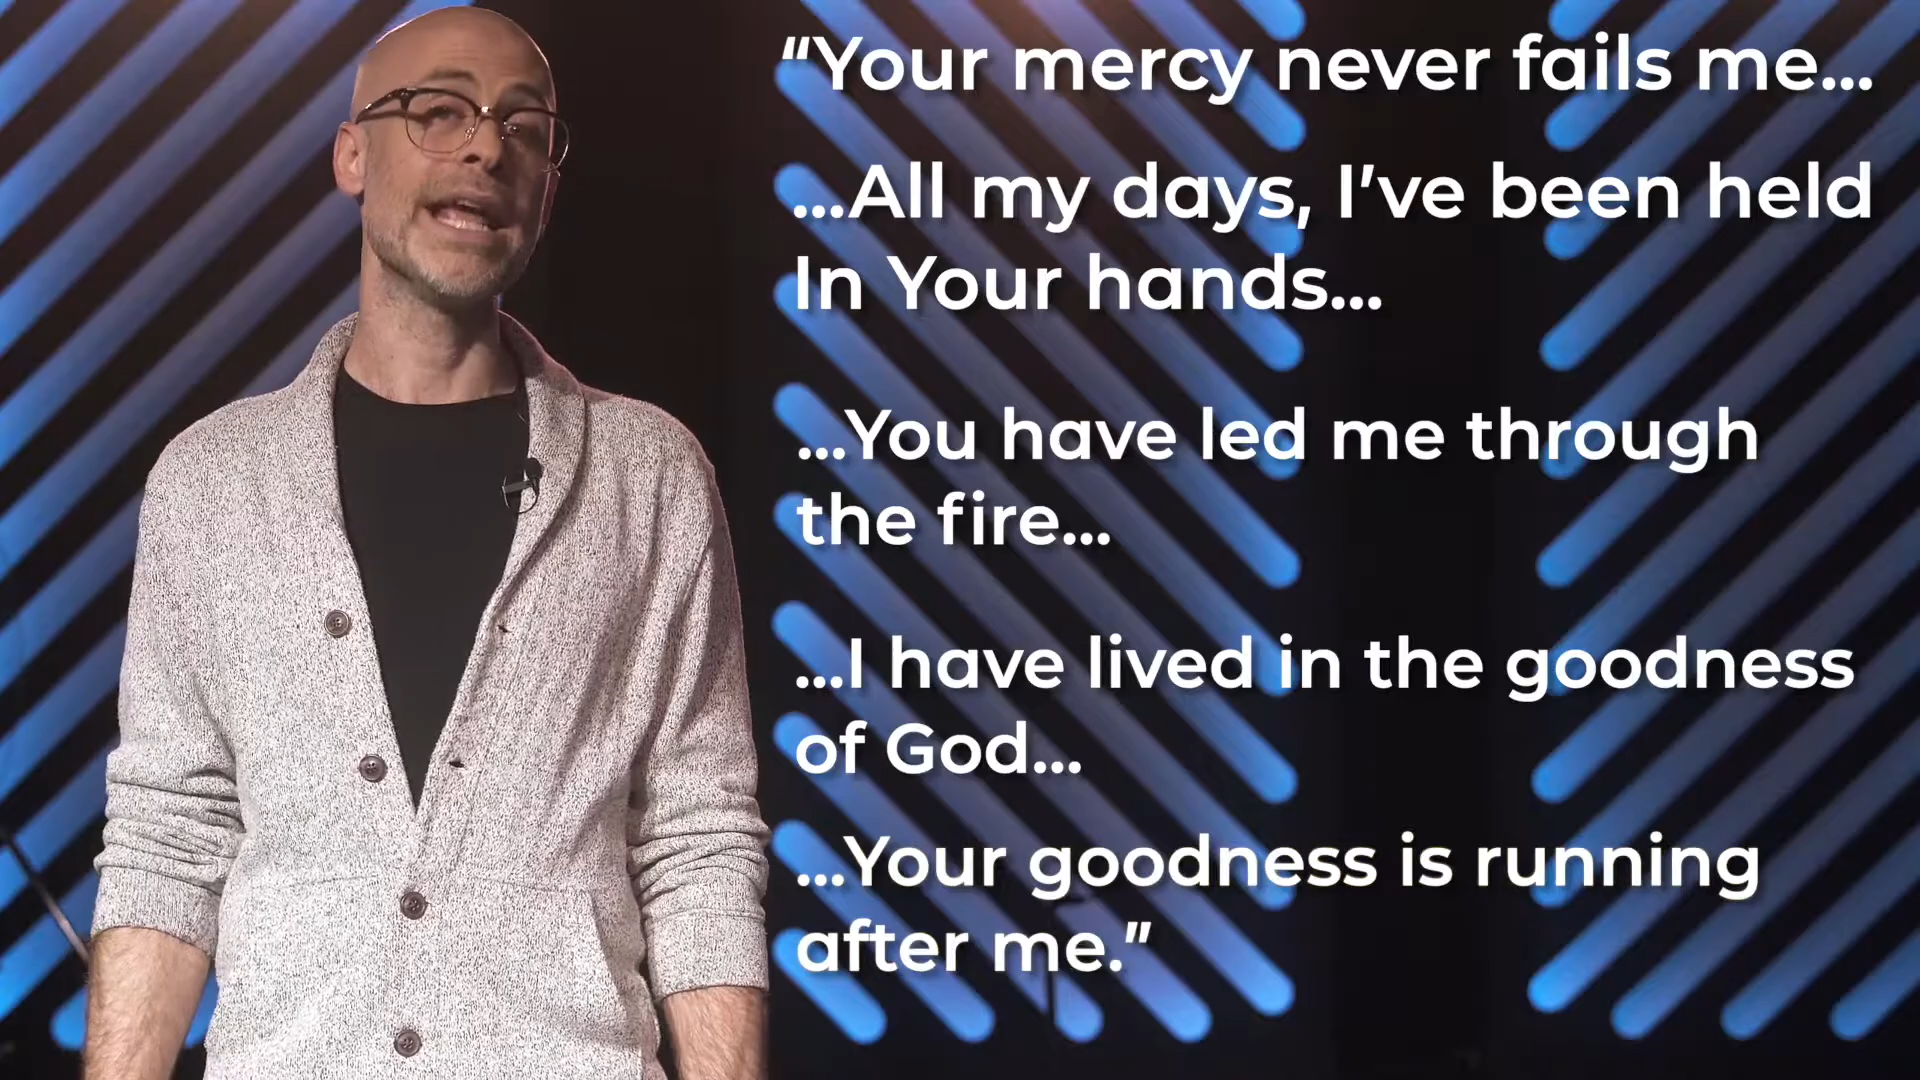 “Your mercy never fails me...
...All my days, I’ve been held
In Your hands...
...You have led me through
the fire...
...I have lived in the goodness
of God...
...Your goodness is running
after me.”